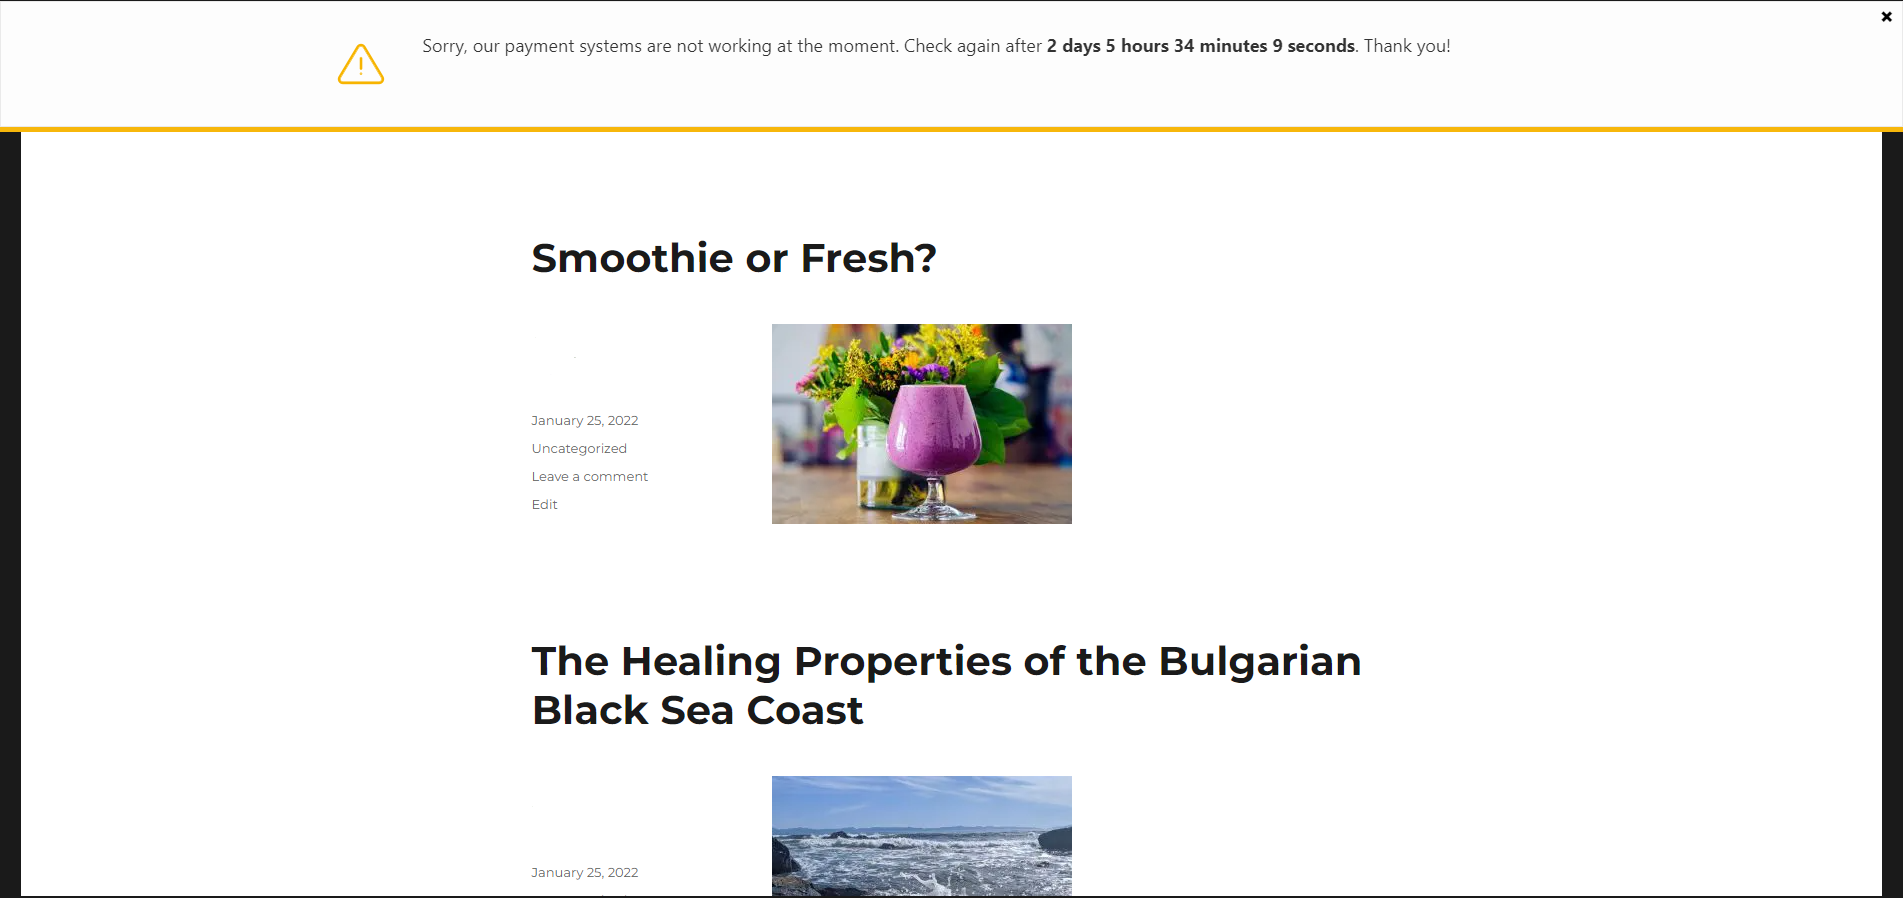 Sorry, our payment systems are not working at the moment. Check again after 2 days 5 hours 34 minutes 9 seconds. Thank you!
Smoothie or Fresh?
January 25, 2022
Uncategorized
Leave a comment
Edit
The Healing Properties of the Bulgarian
Black Sea Coast
January 25, 2022